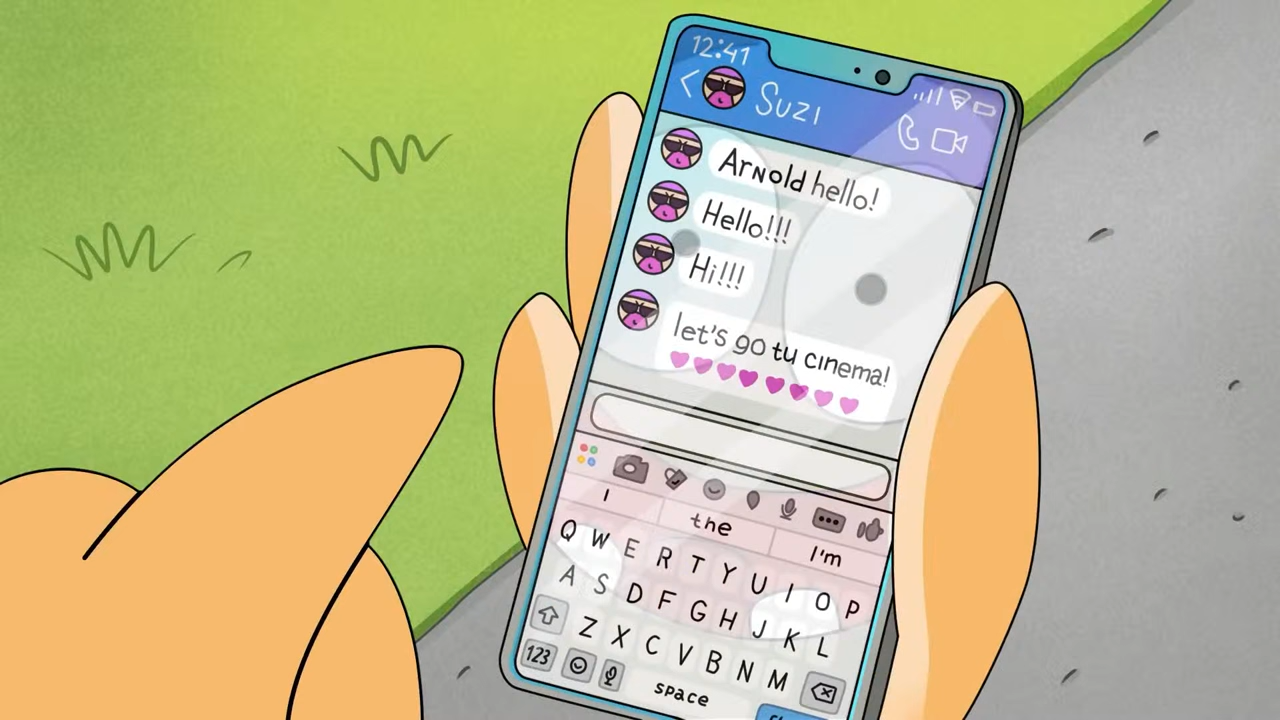 12:41
Suzi
Arnold hello!
Hello!!!
Hi!!!
let's go tu cinema!
I the I'm
Q W E R T Y U I O P
A S D F G H J K L
Z X C V B N M
123 space